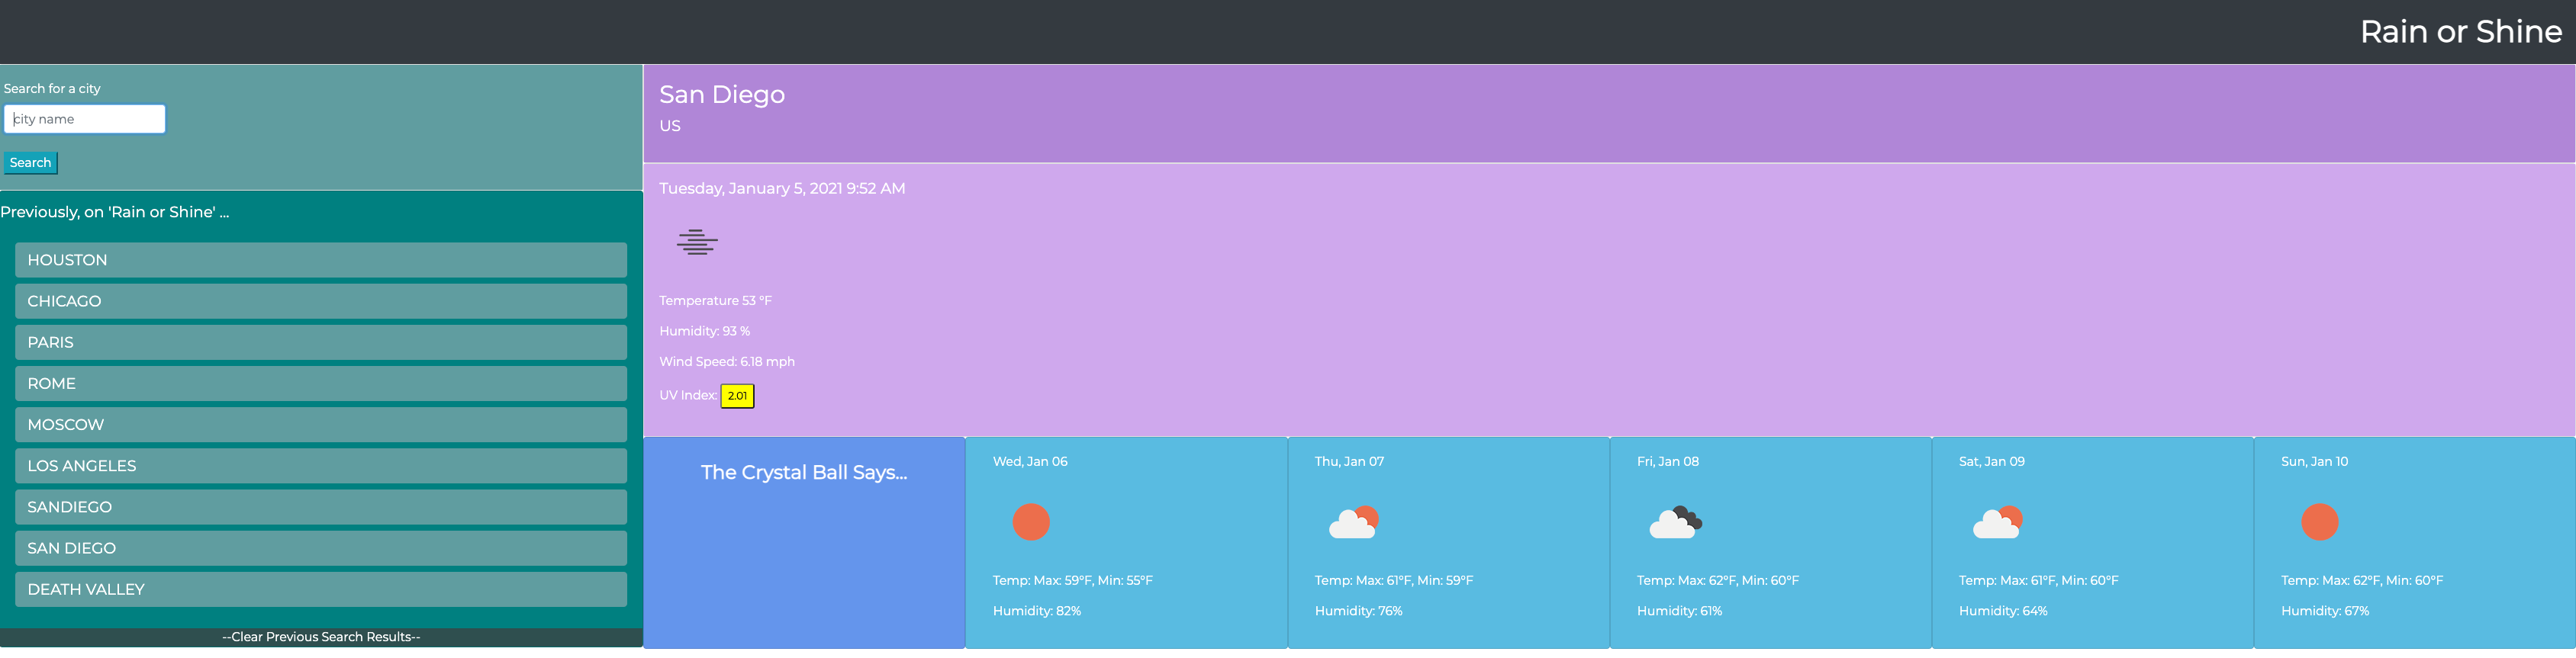 Rain or Shine
Search for a city
city name
Search
Previously, on 'Rain or Shine' ...
HOUSTON
CHICAGO
PARIS
ROME
MOSCOW
LOS ANGELES
SANDIEGO
SAN DIEGO
DEATH VALLEY
--Clear Previous Search Results--
San Diego
US
Tuesday, January 5, 2021 9:52 AM
Temperature 53 °F
Humidity: 93 %
Wind Speed: 6.18 mph
UV Index: 2.01
The Crystal Ball Says...
Wed, Jan 06
Temp: Max: 59°F, Min: 55°F
Humidity: 82%
Thu, Jan 07
Temp: Max: 61°F, Min: 59°F
Humidity: 76%
Fri, Jan 08
Temp: Max: 62°F, Min: 60°F
Humidity: 61%
Sat, Jan 09
Temp: Max: 61°F, Min: 60°F
Humidity: 64%
Sun, Jan 10
Temp: Max: 62°F, Min: 60°F
Humidity: 67%